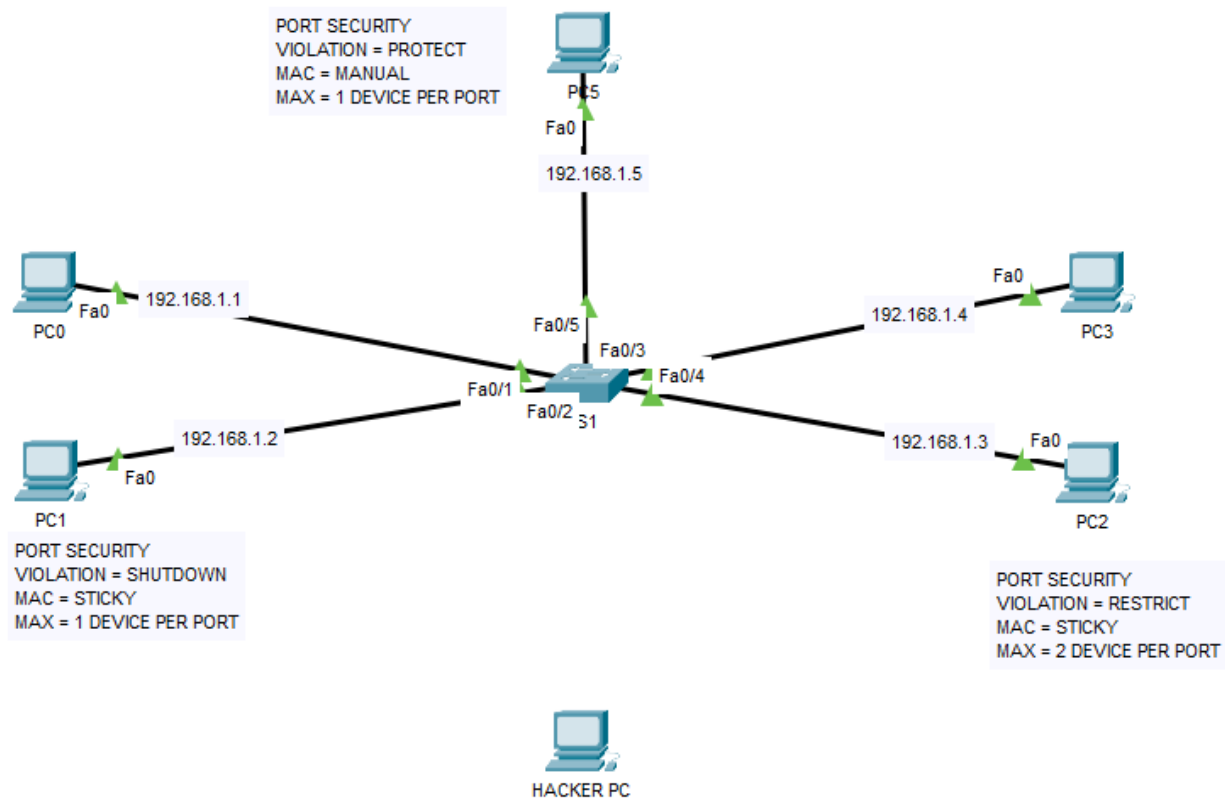 PORT SECURITY
VIOLATION = PROTECT
MAC = MANUAL
MAX = 1 DEVICE PER PORT
PC5
Fa0
192.168.1.5
PC0
Fa0
192.168.1.1
Fa0
192.168.1.4
PC3
Fa0/5
Fa0/3
Fa0/4
Fa0/1
Fa0/2
S1
192.168.1.2
Fa0
PC1
192.168.1.3
Fa0
PC2
PORT SECURITY
VIOLATION = SHUTDOWN
MAC = STICKY
MAX = 1 DEVICE PER PORT
PORT SECURITY
VIOLATION = RESTRICT
MAC = STICKY
MAX = 2 DEVICE PER PORT
HACKER PC